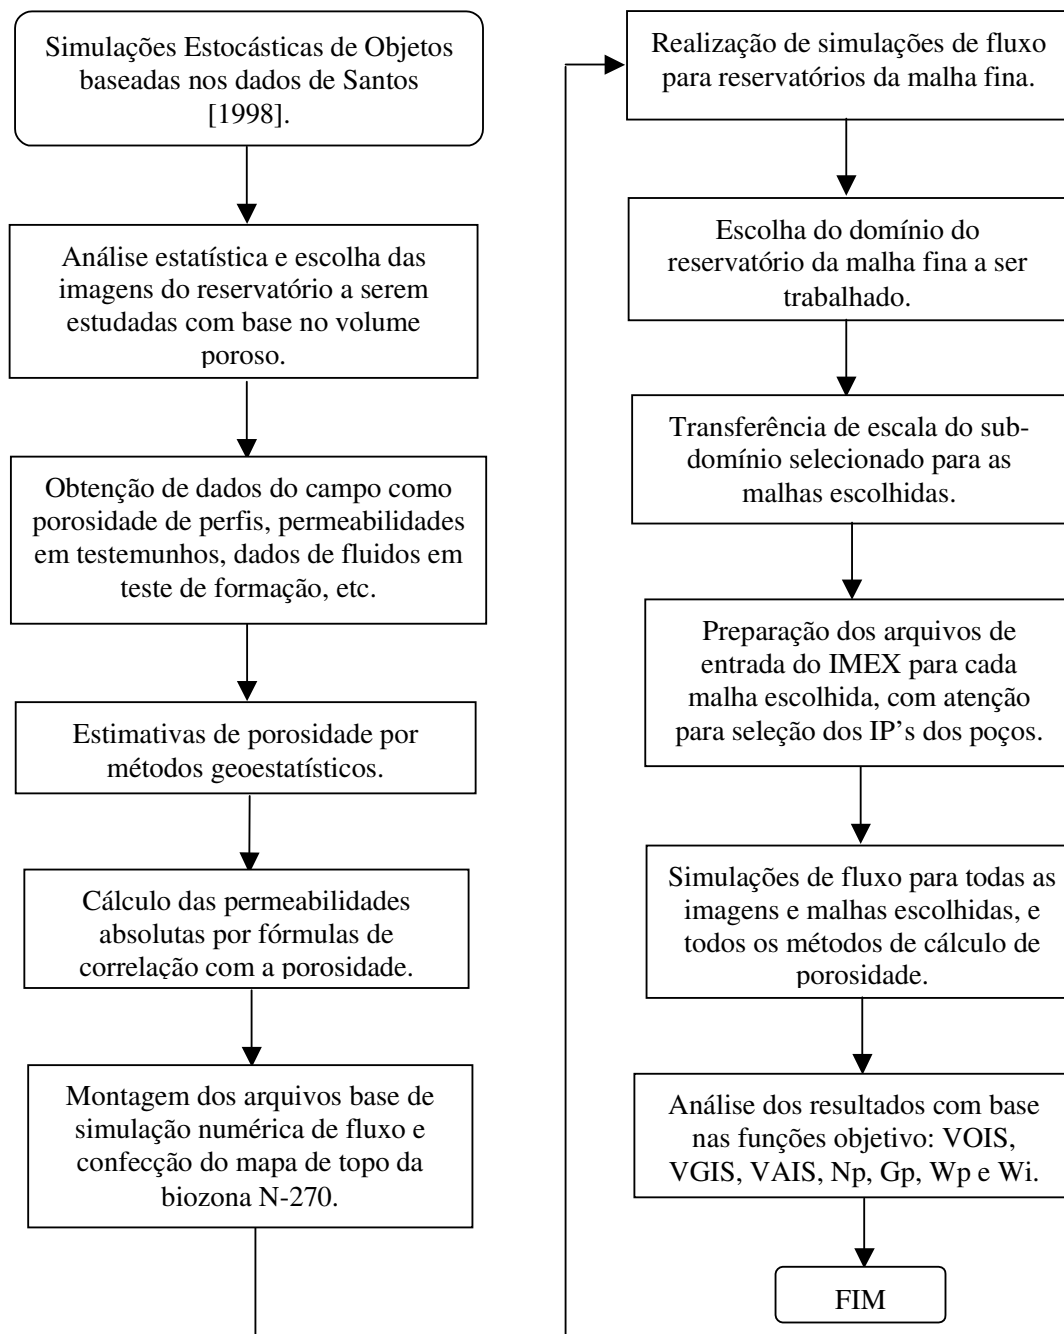 Simulações Estocásticas de Objetos
baseadas nos dados de Santos
[1998].
Análise estatística e escolha das
imagens do reservatório a serem
estudadas com base no volume
poroso.
Obtenção de dados do campo como
porosidade de perfis, permeabilidades
em testemunhos, dados de fluidos em
teste de formação, etc.
Estimativas de porosidade por
métodos geoestatísticos.
Cálculo das permeabilidades
absolutas por fórmulas de
correlação com a porosidade.
Montagem dos arquivos base de
simulação numérica de fluxo e
confecção do mapa de topo da
biozona N-270.
Realização de simulações de fluxo
para reservatórios da malha fina.
Escolha do domínio do
reservatório da malha fina a ser
trabalhado.
Transferência de escala do sub-
domínio selecionado para as
malhas escolhidas.
Preparação dos arquivos de
entrada do IMEX para cada
malha escolhida, com atenção
para seleção dos IP’s dos poços.
Simulações de fluxo para todas as
imagens e malhas escolhidas, e
todos os métodos de cálculo de
porosidade.
Análise dos resultados com base
nas funções objetivo: VOIS,
VGIS, VAIS, Np, Gp, Wp e Wi.
FIM